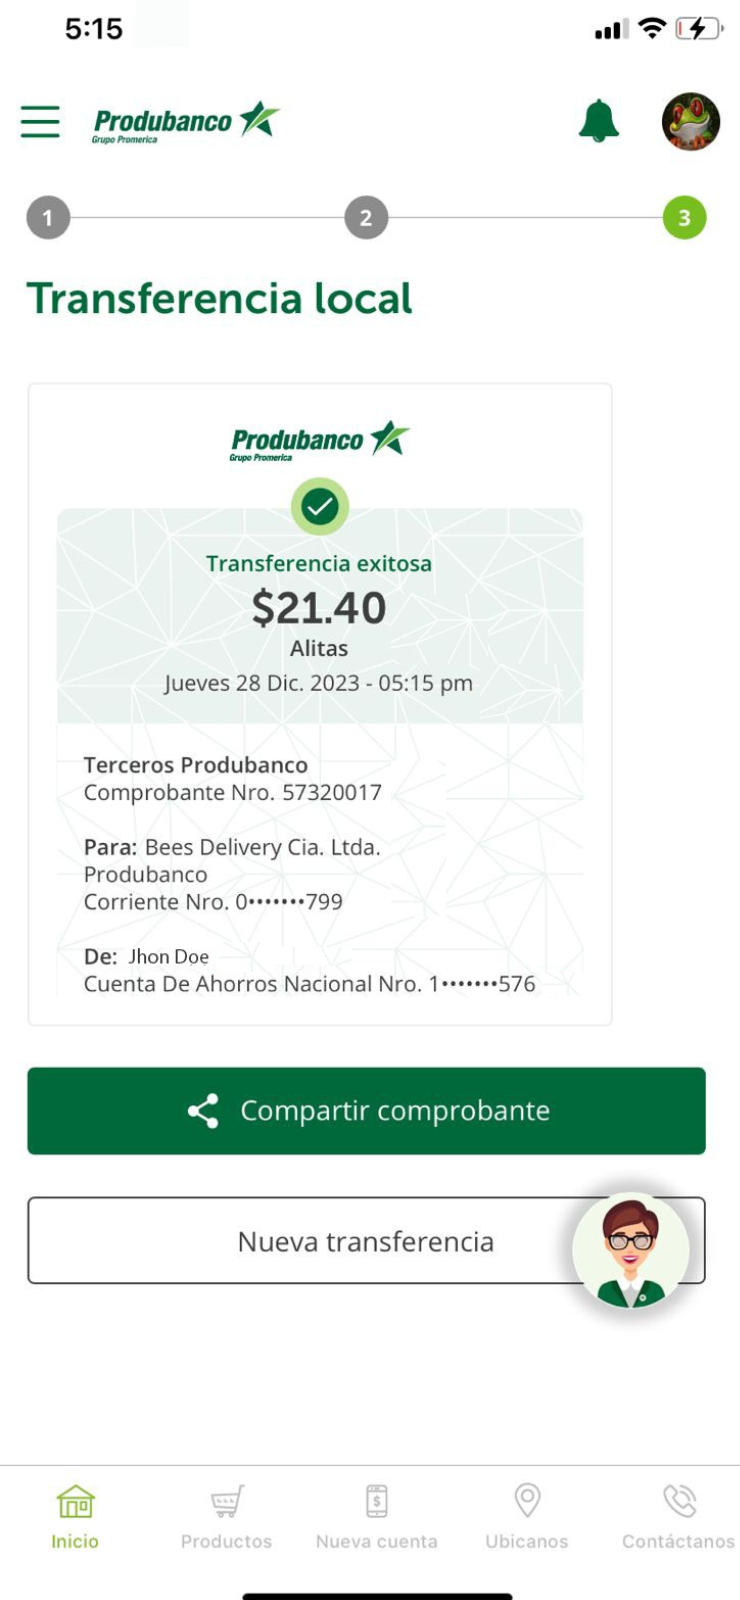 5:15
Produbanco
Grupo Promerica
1 2 3
Transferencia local
Produbanco
Grupo Promerica
Transferencia exitosa
$21.40
Alitas
Jueves 28 Dic. 2023 - 05:15 pm
Terceros Produbanco
Comprobante Nro. 57320017
Para: Bees Delivery Cia. Ltda.
Produbanco
Corriente Nro. 0•••••••799
De: Jhon Doe
Cuenta De Ahorros Nacional Nro. 1•••••••576
Compartir comprobante
Nueva transferencia
Inicio Productos Nueva cuenta Ubicanos Contáctanos